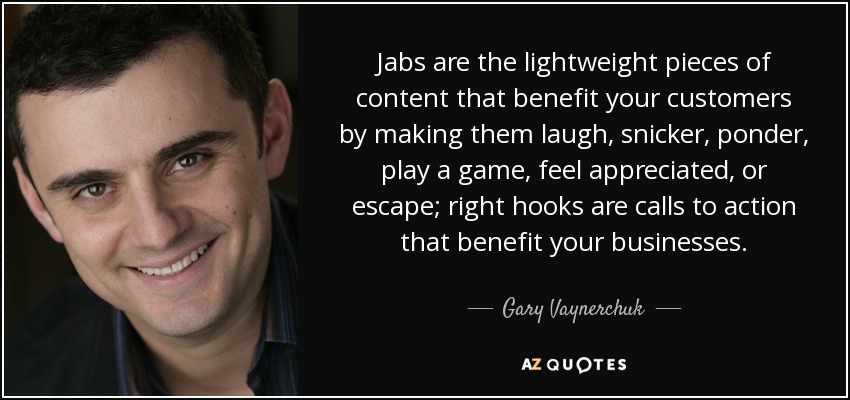 Jabs are the lightweight pieces of
content that benefit your customers
by making them laugh, snicker, ponder,
play a game, feel appreciated, or
escape; right hooks are calls to action
that benefit your businesses.
Gary Vaynerchuk
AZ QUOTES